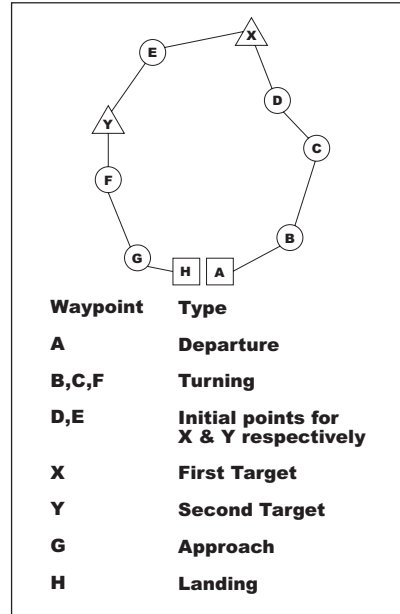 X
E
D
Y
C
F
B
G
H A
Waypoint Type
A Departure
B,C,F Turning
D,E Initial points for
X & Y respectively
X First Target
Y Second Target
G Approach
H Landing